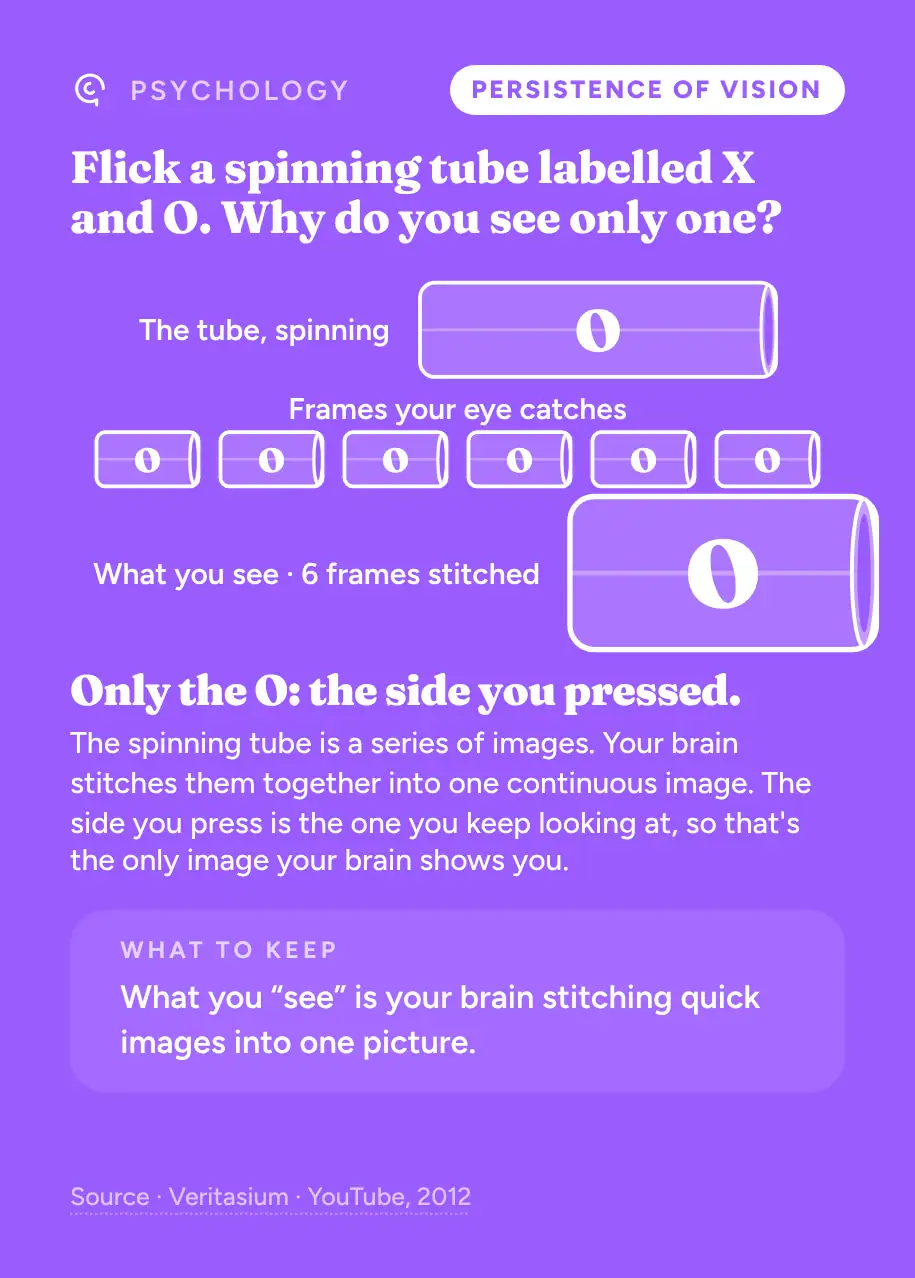 PSYCHOLOGY
PERSISTENCE OF VISION
Flick a spinning tube labelled X
and O. Why do you see only one?
The tube, spinning
O
Frames your eye catches
O O O O O O
What you see · 6 frames stitched
O
Only the O: the side you pressed.
The spinning tube is a series of images. Your brain
stitches them together into one continuous image. The
side you press is the one you keep looking at, so that's
the only image your brain shows you.
WHAT TO KEEP
What you “see” is your brain stitching quick
images into one picture.
Source · Veritasium · YouTube, 2012